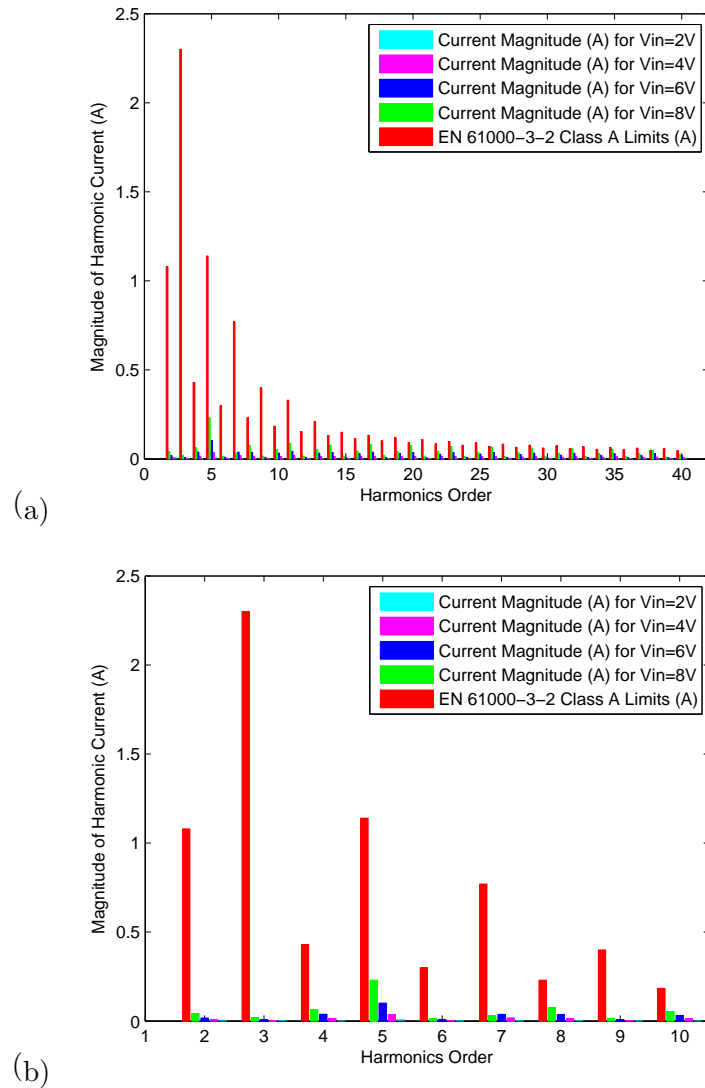 2.5
2
1.5
1
0.5
0
Magnitude of Harmonic Current (A)
Current Magnitude (A) for Vin=2V
Current Magnitude (A) for Vin=4V
Current Magnitude (A) for Vin=6V
Current Magnitude (A) for Vin=8V
EN 61000−3−2 Class A Limits (A)
0 5 10 15 20 25 30 35 40
Harmonics Order
(a)
2.5
2
1.5
1
0.5
0
Magnitude of Harmonic Current (A)
Current Magnitude (A) for Vin=2V
Current Magnitude (A) for Vin=4V
Current Magnitude (A) for Vin=6V
Current Magnitude (A) for Vin=8V
EN 61000−3−2 Class A Limits (A)
1 2 3 4 5 6 7 8 9 10
Harmonics Order
(b)